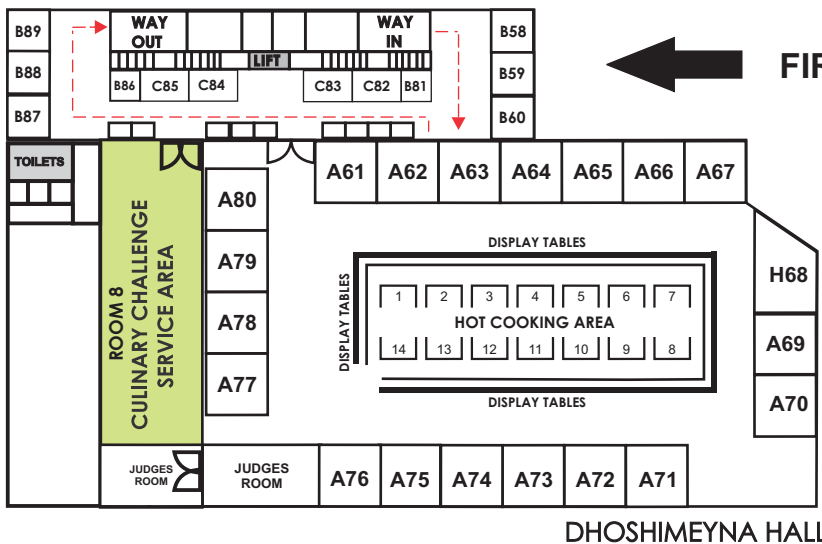 B89
WAY
OUT
WAY
IN
B58
LIFT
B88
B86
C85
C84
C83
C82
B81
B59
FIR
B87
B60
TOILETS
A61
A62
A63
A64
A65
A66
A67
A80
A79
A78
A77
ROOM 8
CULINARY CHALLENGE
SERVICE AREA
DISPLAY TABLES
DISPLAY TABLES
1 2 3 4 5 6 7
HOT COOKING AREA
14 13 12 11 10 9 8
DISPLAY TABLES
H68
A69
A70
JUDGES
ROOM
JUDGES
ROOM
A76
A75
A74
A73
A72
A71
DHOSHIMEYNA HALL